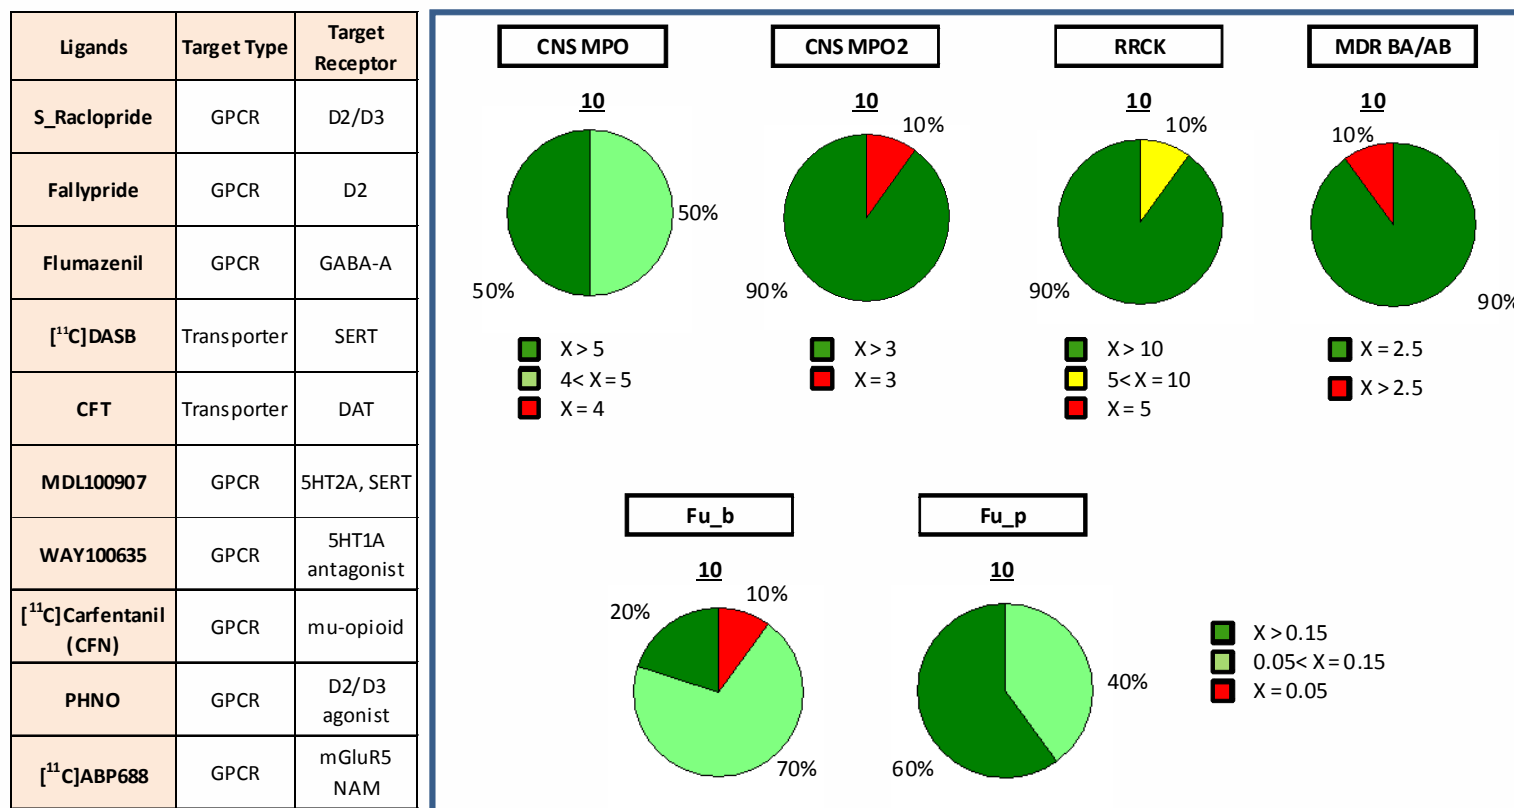 Ligands Target Type Target Receptor
S_Raclopride GPCR D2/D3
Fallypride GPCR D2
Flumazenil GPCR GABA-A
[¹¹C]DASB Transporter SERT
CFT Transporter DAT
MDL100907 GPCR 5HT2A, SERT
WAY100635 GPCR 5HT1A antagonist
[¹¹C]Carfentanil (CFN) GPCR mu-opioid
PHNO GPCR D2/D3 agonist
[¹¹C]ABP688 GPCR mGluR5 NAM
CNS MPO
10
50%
50%
X > 5
4< X = 5
X = 4
CNS MPO2
10
10%
90%
X > 3
X = 3
RRCK
10
10%
90%
X > 10
5< X = 10
X = 5
MDR BA/AB
10
10%
90%
X = 2.5
X > 2.5
Fu_b
10
20%
10%
70%
Fu_p
10
40%
60%
X > 0.15
0.05< X = 0.15
X = 0.05